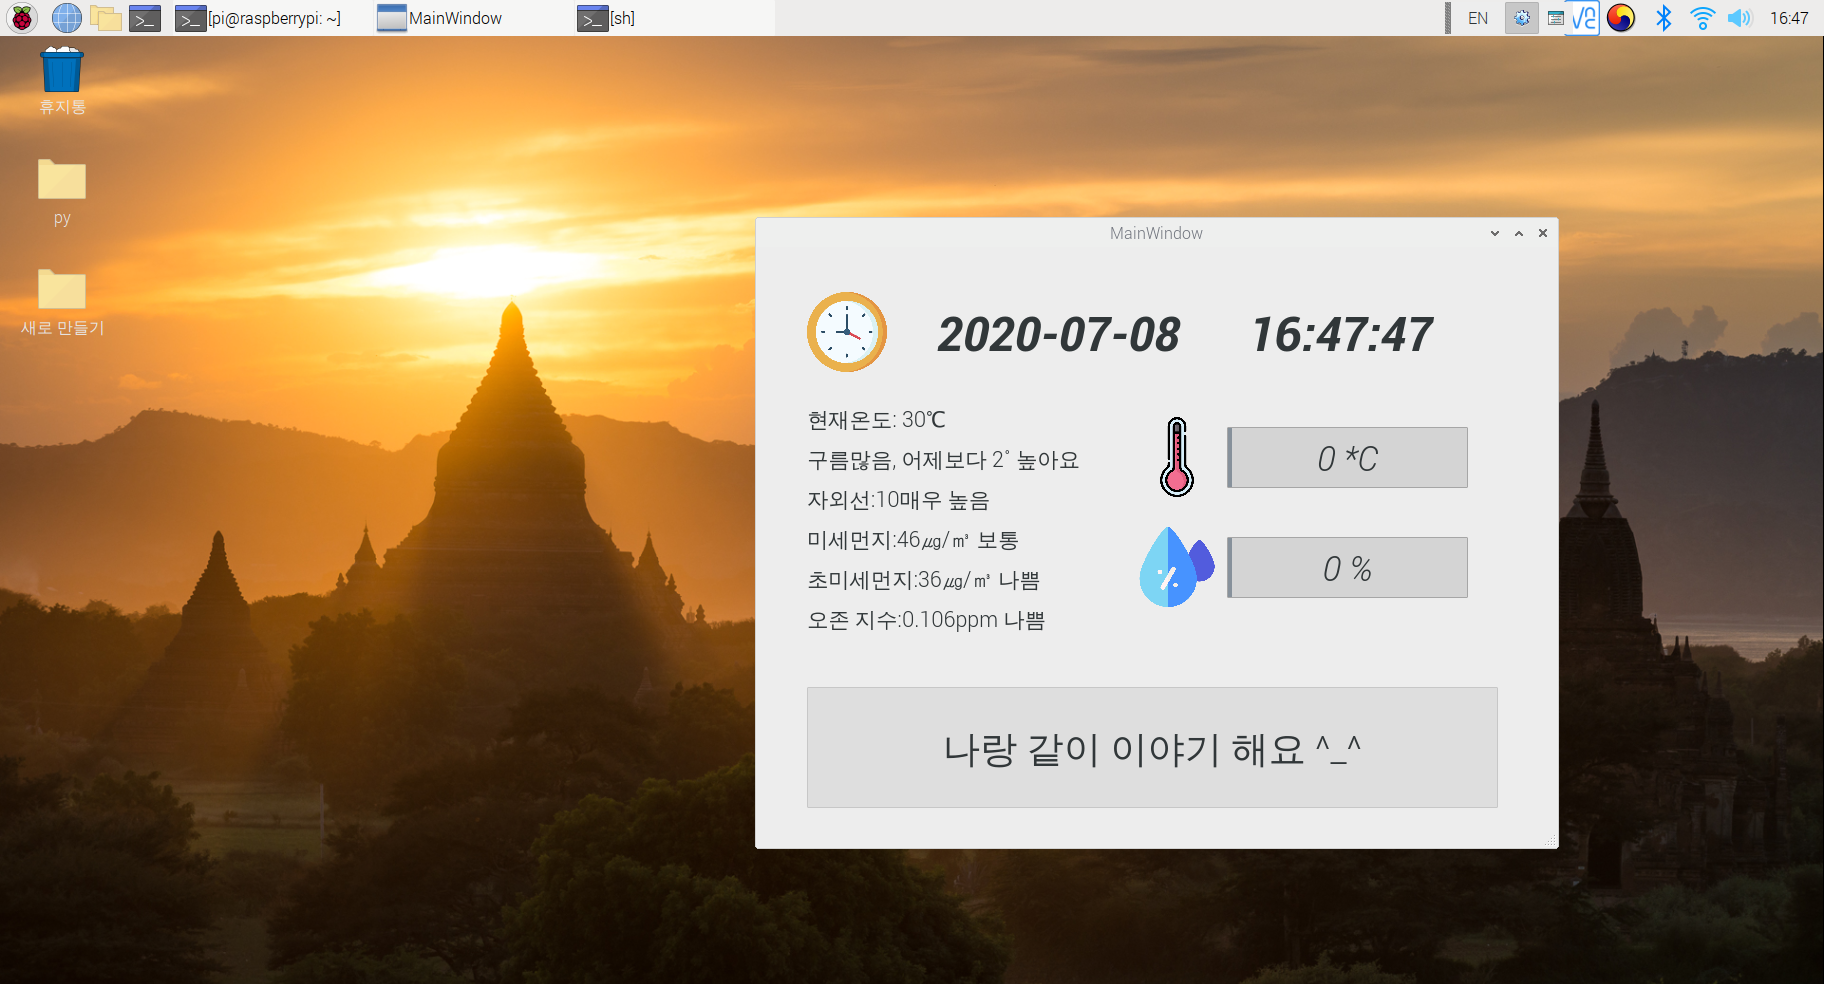 [pi@raspberrypi: ~]
MainWindow
[sh]
EN
16:47
휴지통
py
새로 만들기
MainWindow
2020-07-08 16:47:47
현재온도: 30℃
구름많음, 어제보다 2˚ 높아요
자외선:10매우 높음
미세먼지:46㎍/㎥ 보통
초미세먼지:36㎍/㎥ 나쁨
오존 지수:0.106ppm 나쁨
0 *C
0 %
나랑 같이 이야기 해요 ^_^